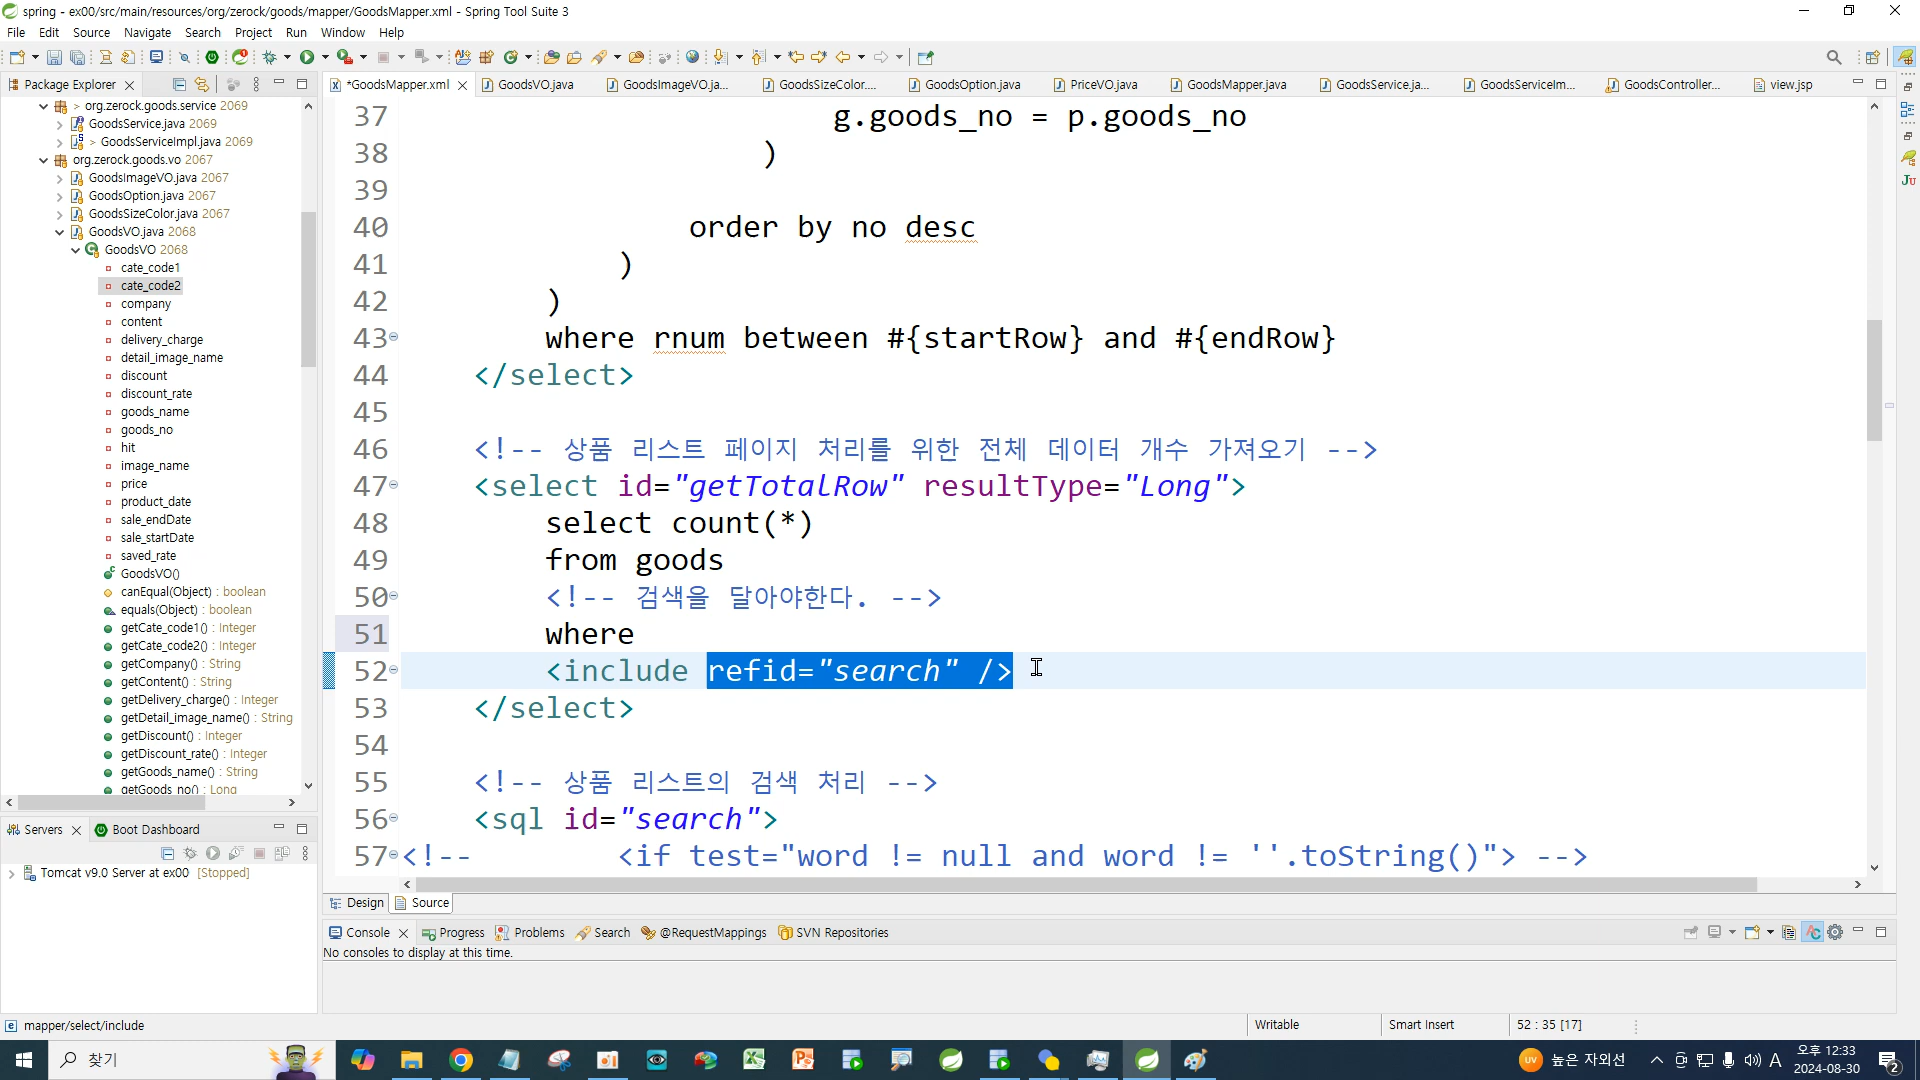 spring - ex00/src/main/resources/org/zerock/goods/mapper/GoodsMapper.xml - Spring Tool Suite 3
File Edit Source Navigate Search Project Run Window Help
Package Explorer
*GoodsMapper.xml GoodsVO.java GoodsImageVO.ja... GoodsSizeColor.... GoodsOption.java PriceVO.java GoodsMapper.java GoodsService.ja... GoodsServiceIm... GoodsController... view.jsp
> org.zerock.goods.service 2069
GoodsService.java 2069
> GoodsServiceImpl.java 2069
org.zerock.goods.vo 2067
GoodsImageVO.java 2067
GoodsOption.java 2067
GoodsSizeColor.java 2067
GoodsVO.java 2068
GoodsVO 2068
cate_code1
cate_code2
company
content
delivery_charge
detail_image_name
discount
discount_rate
goods_name
goods_no
hit
image_name
price
product_date
sale_endDate
sale_startDate
saved_rate
GoodsVO()
canEqual(Object) : boolean
equals(Object) : boolean
getCate_code1() : Integer
getCate_code2() : Integer
getCompany() : String
getContent() : String
getDelivery_charge() : Integer
getDetail_image_name() : String
getDiscount() : Integer
getDiscount_rate() : Integer
getGoods_name() : String
getGoods_no() : Long
37 g.goods_no = p.goods_no
38 )
39
40 order by no desc
41 )
42 )
43 where rnum between #{startRow} and #{endRow}
44 </select>
45
46 <!-- 상품 리스트 페이지 처리를 위한 전체 데이터 개수 가져오기 -->
47 <select id="getTotalRow" resultType="Long">
48 select count(*)
49 from goods
50 <!-- 검색을 달아야한다. -->
51 where
52 <include refid="search" />
53 </select>
54
55 <!-- 상품 리스트의 검색 처리 -->
56 <sql id="search">
57 <!-- <if test="word != null and word != ''.toString()"> -->
Design Source
Servers Boot Dashboard
Tomcat v9.0 Server at ex00 [Stopped]
Console Progress Problems Search @RequestMappings SVN Repositories
No consoles to display at this time.
mapper/select/include
Writable
Smart Insert
52 : 35 [17]
찾기
높은 자외선
A
오후 12:33
2024-08-30
2